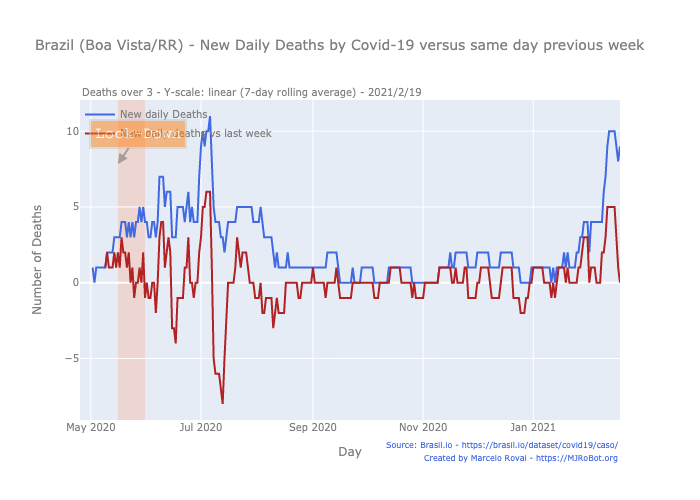 Brazil (Boa Vista/RR) - New Daily Deaths by Covid-19 versus same day previous week
Deaths over 3 - Y-scale: linear (7-day rolling average) - 2021/2/19
New daily Deaths
New daily deaths vs last week
Lockdown
10
5
0
−5
Number of Deaths
May 2020
Jul 2020
Sep 2020
Nov 2020
Jan 2021
Day
Source: Brasil.io - https://brasil.io/dataset/covid19/caso/
Created by Marcelo Rovai - https://MJRoBot.org